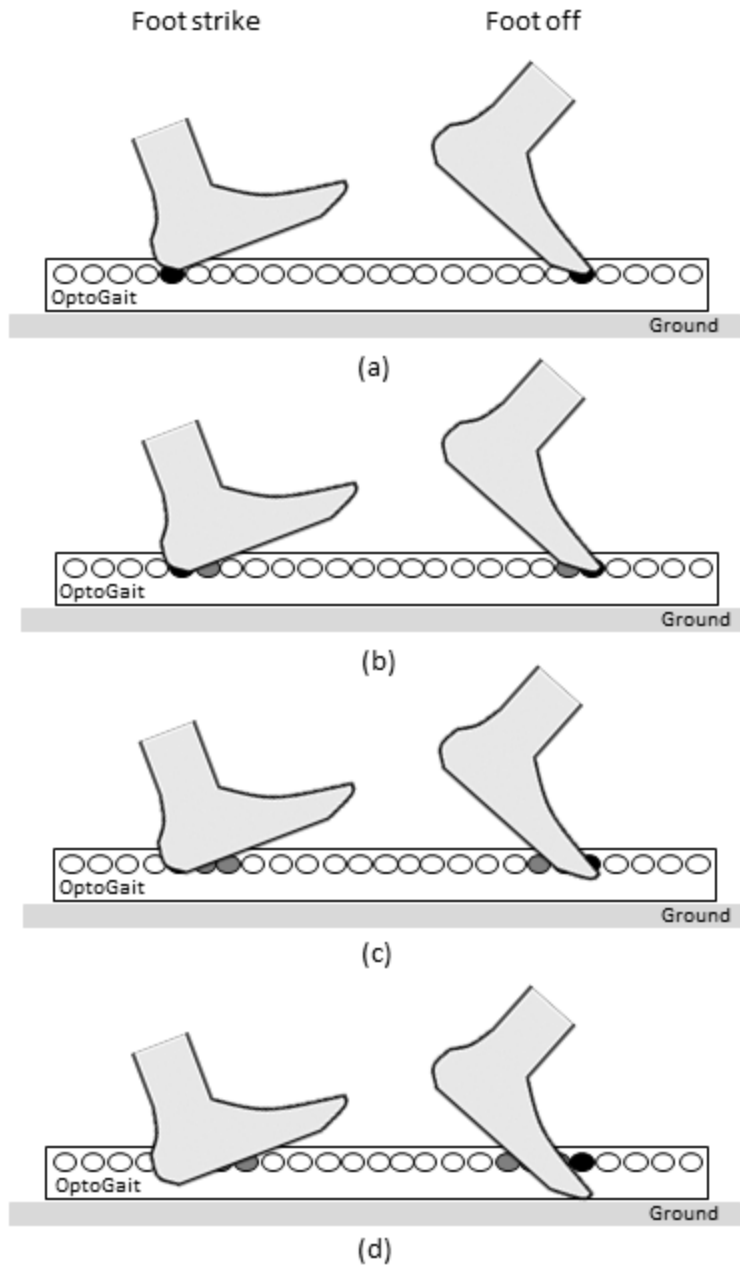 Foot strike Foot off
OptoGait
Ground
(a)
OptoGait
Ground
(b)
OptoGait
Ground
(c)
OptoGait
Ground
(d)